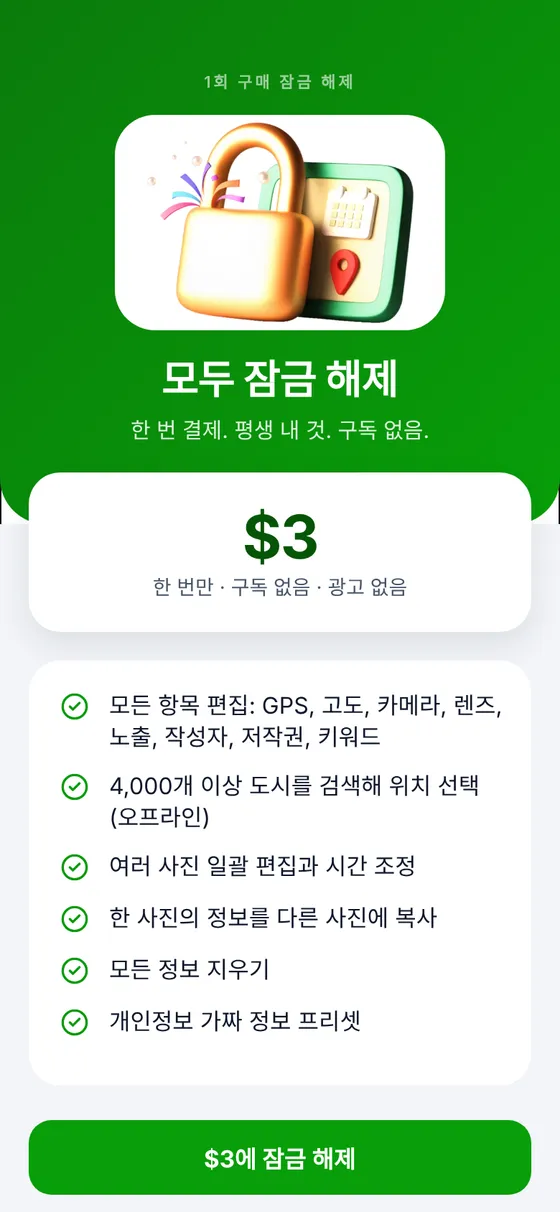 1회 구매 잠금 해제
모두 잠금 해제
한 번 결제. 평생 내 것. 구독 없음.
$3
한 번만 · 구독 없음 · 광고 없음
모든 항목 편집: GPS, 고도, 카메라, 렌즈,
노출, 작성자, 저작권, 키워드
4,000개 이상 도시를 검색해 위치 선택
(오프라인)
여러 사진 일괄 편집과 시간 조정
한 사진의 정보를 다른 사진에 복사
모든 정보 지우기
개인정보 가짜 정보 프리셋
$3에 잠금 해제